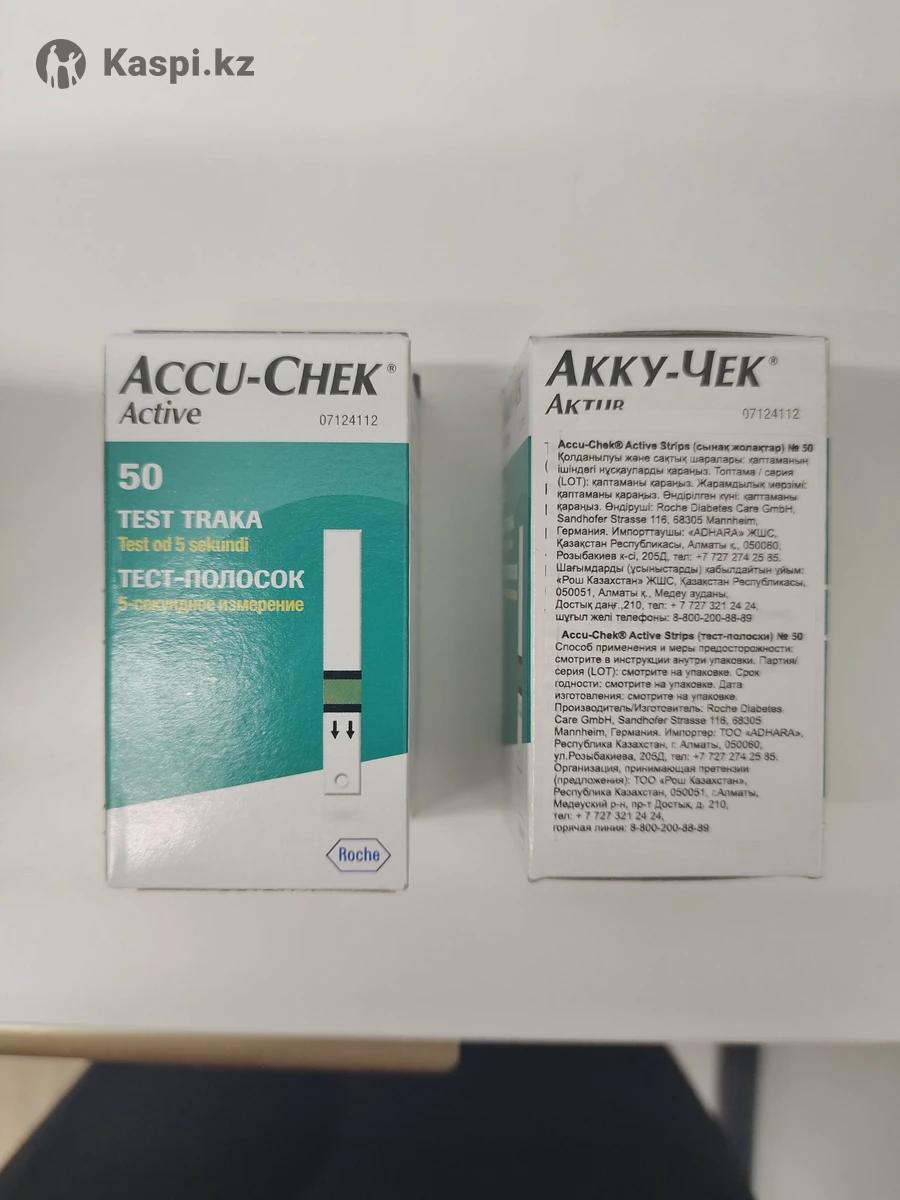 Kaspi.kz
ACCU-CHEK®
Active
07124112
50
TEST TRAKA
Test od 5 sekundi
ТЕСТ-ПОЛОСОК
5-секундное измерение
Roche
АККУ-ЧЕК®
07124112
Accu-Chek® Active Strips (сынақ жолақтар) № 50
Қолданылуы және сақтық шаралары: қаптаманың
ішіндегі нұсқауларды қараңыз. Топтама / серия
(LOT): қаптаманы қараңыз. Жарамдылық мерзімі:
қаптаманы қараңыз. Өндірілген күні: қаптаманы
қараңыз. Өндіруші: Roche Diabetes Care GmbH,
Sandhofer Strasse 116, 68305 Mannheim,
Германия. Импорттаушы: «ADHARA» ЖШС,
Қазақстан Республикасы, Алматы қ., 050060,
Розыбакиев к-сі, 205Д, тел: +7 727 274 25 85.
Шағымдарды (ұсыныстарды) қабылдайтын ұйым:
«Рош Казахстан» ЖШС, Қазақстан Республикасы,
050051, Алматы қ., Медеу ауданы,
Достық даңғ.,210, тел: + 7 727 321 24 24,
шұғыл желі телефоны: 8-800-200-88-89
Accu-Chek® Active Strips (тест-полоски) № 50
Способ применения и меры предосторожности:
смотрите в инструкции внутри упаковки. Партия/
серия (LOT): смотрите на упаковке. Срок
годности: смотрите на упаковке. Дата
изготовления: смотрите на упаковке.
Производитель/Изготовитель: Roche Diabetes
Care GmbH, Sandhofer Strasse 116, 68305
Mannheim, Германия. Импортер: ТОО «ADHARA»,
Республика Казахстан, г. Алматы, 050060,
ул.Розыбакиева, 205Д, тел: +7 727 274 25 85.
Организация, принимающая претензии
(предложения): ТОО «Рош Казахстан»,
Республика Казахстан, 050051, г.Алматы,
Медеуский р-н, пр-т Достык, д. 210,
тел: + 7 727 321 24 24,
горячая линия: 8-800-200-88-89